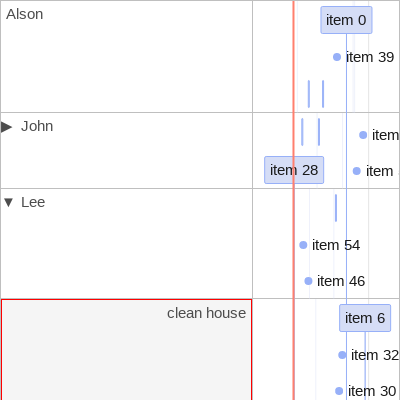 Alson
item 0
item 39
▶ John
item
item 28
item
▼ Lee
item 54
item 46
clean house
item 6
item 32
item 30